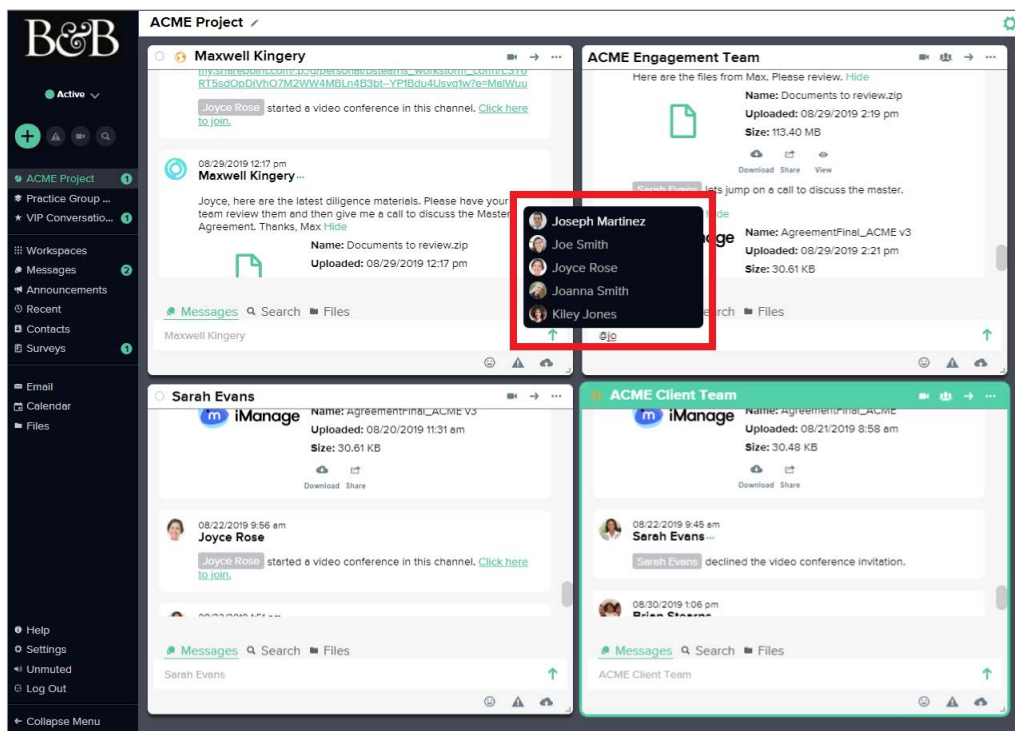 B&B
Active
ACME Project 1
Practice Group ...
VIP Conversatio... 1
Workspaces
Messages 2
Announcements
Recent
Contacts
Surveys 1
Email
Calendar
Files
Help
Settings
Unmuted
Log Out
Collapse Menu
ACME Project
Maxwell Kingery
Joyce Rose started a video conference in this channel. Click here
to join.
08/29/2019 12:17 pm
Maxwell Kingery...
Joyce, here are the latest diligence materials. Please have your
team review them and then give me a call to discuss the Master
Agreement. Thanks, Max Hide
Name: Documents to review.zip
Uploaded: 08/29/2019 12:17 pm
Messages Search Files
Maxwell Kingery
ACME Engagement Team
Here are the files from Max. Please review. Hide
Name: Documents to review.zip
Uploaded: 08/29/2019 2:19 pm
Size: 113.40 MB
Download Share View
Sarah Evans lets jump on a call to discuss the master.
Name: AgreementFinal_ACME v3
Uploaded: 08/29/2019 2:21 pm
Size: 30.61 KB
Files
@jo
Joseph Martinez
Joe Smith
Joyce Rose
Joanna Smith
Kiley Jones
Sarah Evans
iManage
Name: AgreementFinal_ACME v3
Uploaded: 08/20/2019 11:31 am
Size: 30.61 KB
Download Share
08/22/2019 9:56 am
Joyce Rose
Joyce Rose started a video conference in this channel. Click here
to join.
Messages Search Files
Sarah Evans
ACME Client Team
iManage
Name: AgreementFinal_ACME
Uploaded: 08/21/2019 8:58 am
Size: 30.48 KB
Download Share
08/22/2019 9:45 am
Sarah Evans...
Sarah Evans declined the video conference invitation.
08/30/2019 1:06 pm
Brian Stearns
Messages Search Files
ACME Client Team